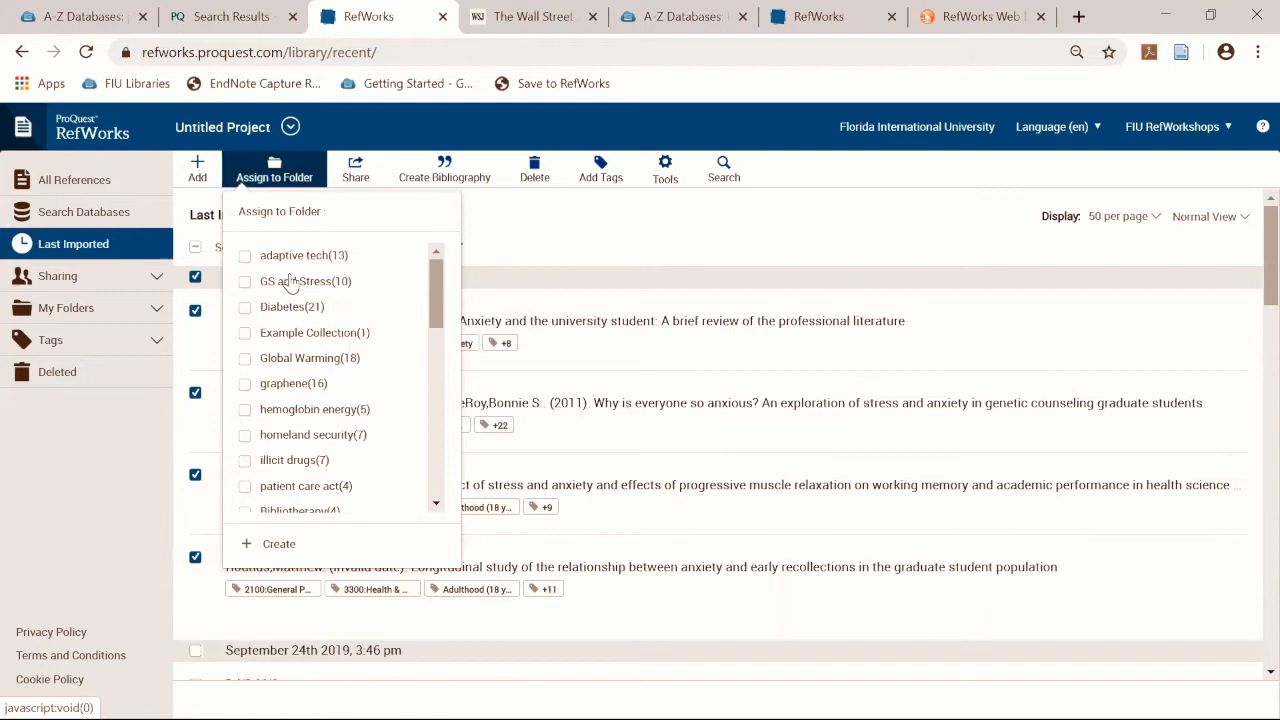 A-Z Databases:
PQ Search Results
RefWorks
WSJ The Wall Street
A-Z Databases:
RefWorks
RefWorks Web
refworks.proquest.com/library/recent/
Apps
FIU Libraries
EndNote Capture R...
Getting Started - G...
Save to RefWorks
ProQuest®
RefWorks
Untitled Project
Florida International University
Language (en)
FIU RefWorkshops
?
All References
Search Databases
Last Imported
Sharing
My Folders
Tags
Deleted
Privacy Policy
Terms and Conditions
Cookie Policy
javascript:void(0)
Add
Assign to Folder
Share
Create Bibliography
Delete
Add Tags
Tools
Search
Assign to Folder :
adaptive tech(13)
GS and Stress(10)
Diabetes(21)
Example Collection(1)
Global Warming(18)
graphene(16)
hemoglobin energy(5)
homeland security(7)
illicit drugs(7)
patient care act(4)
Bibliotherapy(4)
+ Create
Last I
Display: 50 per page Normal View
Anxiety and the university student: A brief review of the professional literature
ety +8
eRoy,Bonnie S.. (2011). Why is everyone so anxious? An exploration of stress and anxiety in genetic counseling graduate students
+22
ct of stress and anxiety and effects of progressive muscle relaxation on working memory and academic performance in health science ...
thood (18 y... +9
Longitudinal study of the relationship between anxiety and early recollections in the graduate student population
2100:General P... 3300:Health & ... Adulthood (18 y... +11
September 24th 2019, 3:46 pm